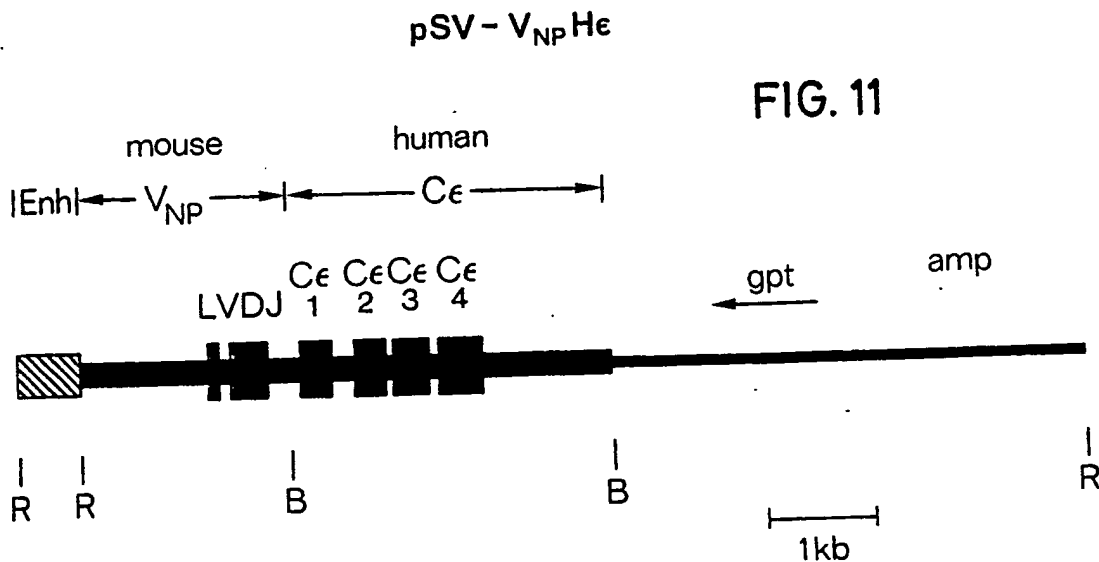 pSV - V_NP Hε
FIG. 11
mouse human
|Enh| V_NP Cε
Cε Cε Cε Cε
LVDJ 1 2 3 4
gpt amp
R R B B R
1kb